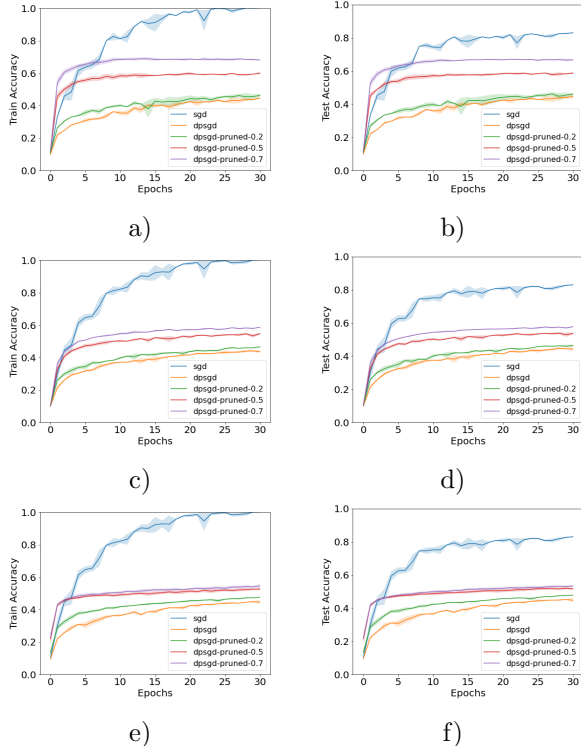 1.0
0.8
0.6
0.4
0.2
0.0
Train Accuracy
sgd
dpsgd
dpsgd-pruned-0.2
dpsgd-pruned-0.5
dpsgd-pruned-0.7
0 5 10 15 20 25 30
Epochs
a)
1.0
0.8
0.6
0.4
0.2
0.0
Test Accuracy
sgd
dpsgd
dpsgd-pruned-0.2
dpsgd-pruned-0.5
dpsgd-pruned-0.7
0 5 10 15 20 25 30
Epochs
b)
1.0
0.8
0.6
0.4
0.2
0.0
Train Accuracy
sgd
dpsgd
dpsgd-pruned-0.2
dpsgd-pruned-0.5
dpsgd-pruned-0.7
0 5 10 15 20 25 30
Epochs
c)
1.0
0.8
0.6
0.4
0.2
0.0
Test Accuracy
sgd
dpsgd
dpsgd-pruned-0.2
dpsgd-pruned-0.5
dpsgd-pruned-0.7
0 5 10 15 20 25 30
Epochs
d)
1.0
0.8
0.6
0.4
0.2
0.0
Train Accuracy
sgd
dpsgd
dpsgd-pruned-0.2
dpsgd-pruned-0.5
dpsgd-pruned-0.7
0 5 10 15 20 25 30
Epochs
e)
1.0
0.8
0.6
0.4
0.2
0.0
Test Accuracy
sgd
dpsgd
dpsgd-pruned-0.2
dpsgd-pruned-0.5
dpsgd-pruned-0.7
0 5 10 15 20 25 30
Epochs
f)